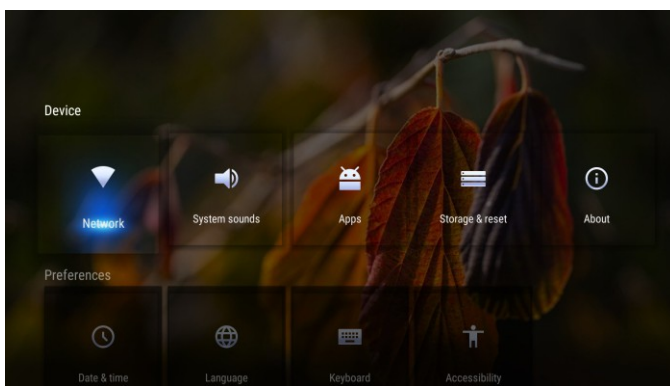 Device
Network
System sounds
Apps
Storage & reset
About
Preferences
Date & time
Language
Keyboard
Accessibility